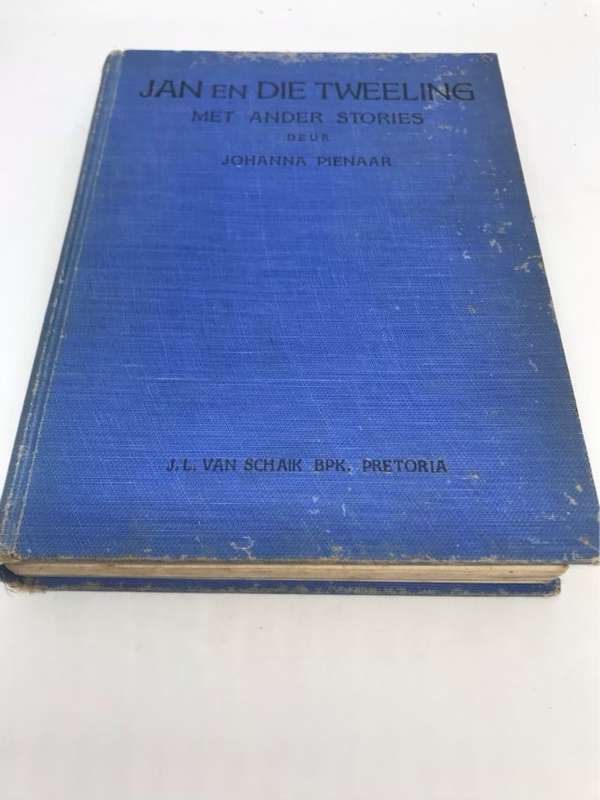 JAN EN DIE TWEELING
MET ANDER STORIES
DEUR
JOHANNA PIENAAR
J. L. VAN SCHAIK BPK. PRETORIA